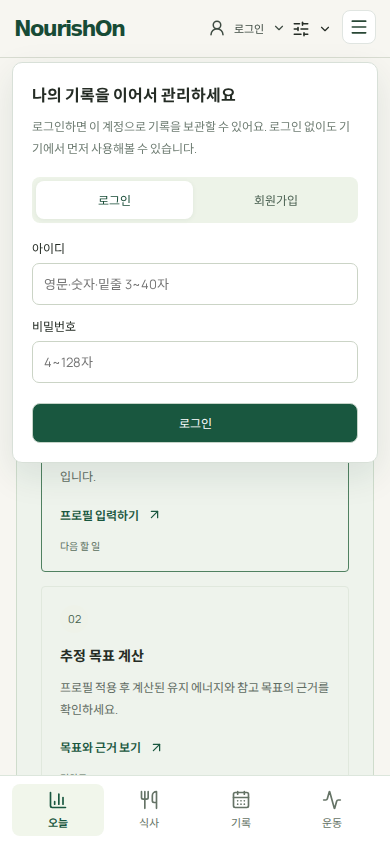 NourishOn
로그인
나의 기록을 이어서 관리하세요
로그인하면 이 계정으로 기록을 보관할 수 있어요. 로그인 없이도 기
기에서 먼저 사용해볼 수 있습니다.
로그인
회원가입
아이디
영문·숫자·밑줄 3~40자
비밀번호
4~128자
로그인
입니다.
프로필 입력하기
다음 할 일
02
추정 목표 계산
프로필 적용 후 계산된 유지 에너지와 참고 목표의 근거를
확인하세요.
목표와 근거 보기
오늘
식사
기록
운동